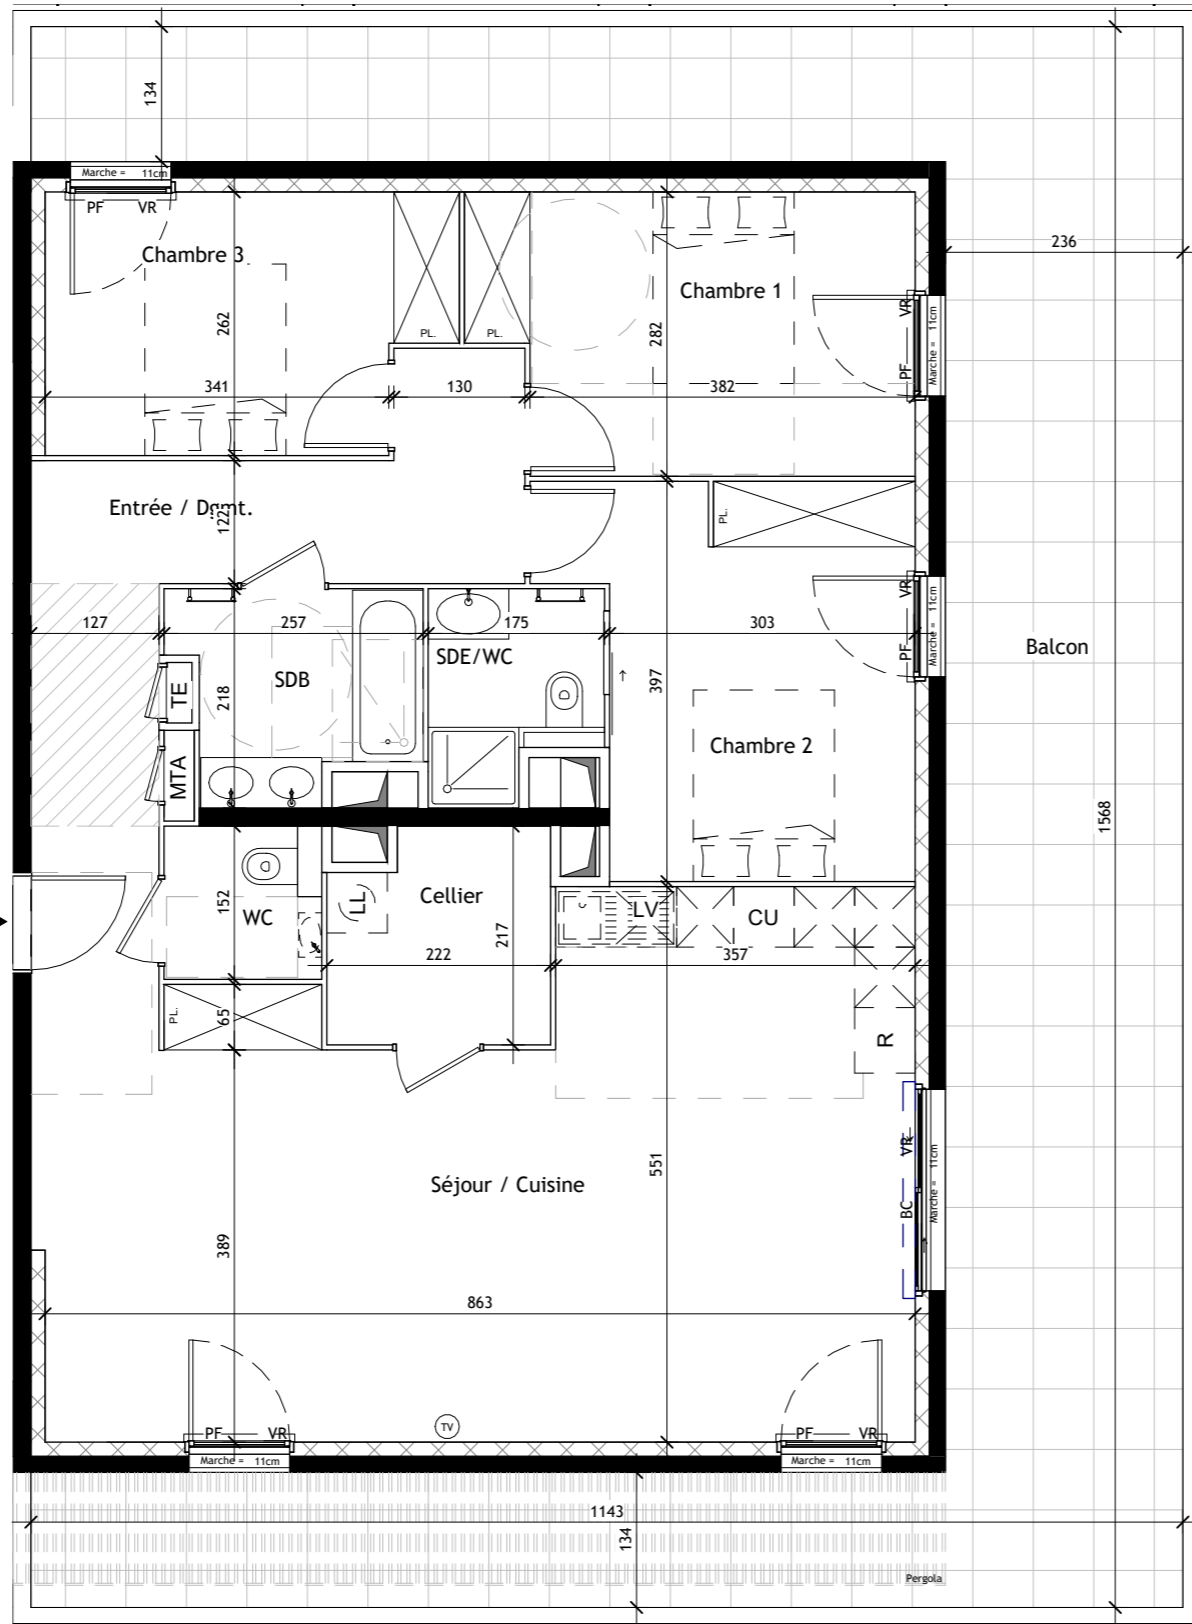 134
Marche = 11cm
PF VR
Chambre 3
236
Chambre 1
VR
Marche = 11cm
262
282
PL.
PL.
PF
341
130
382
Entrée / Dgmt.
122
PL.
127
257
175
303
VR
Marche = 11cm
Balcon
SDE/WC
PF
SDB
TE
218
397
Chambre 2
MTA
1568
152
Cellier
LL
LV
CU
WC
217
222
357
PL.
65
R
VR
551
Séjour / Cuisine
Marche = 11cm
BC
389
863
TV
PF VR
PF VR
Marche = 11cm
Marche = 11cm
1143
134
Pergola